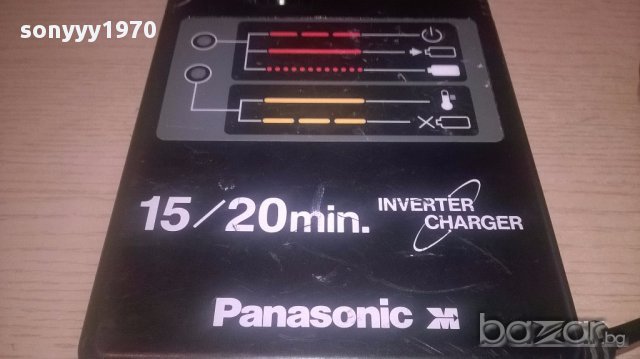 sonyyy1970
15/20min.
INVERTER
CHARGER
Panasonic
bazar.bg